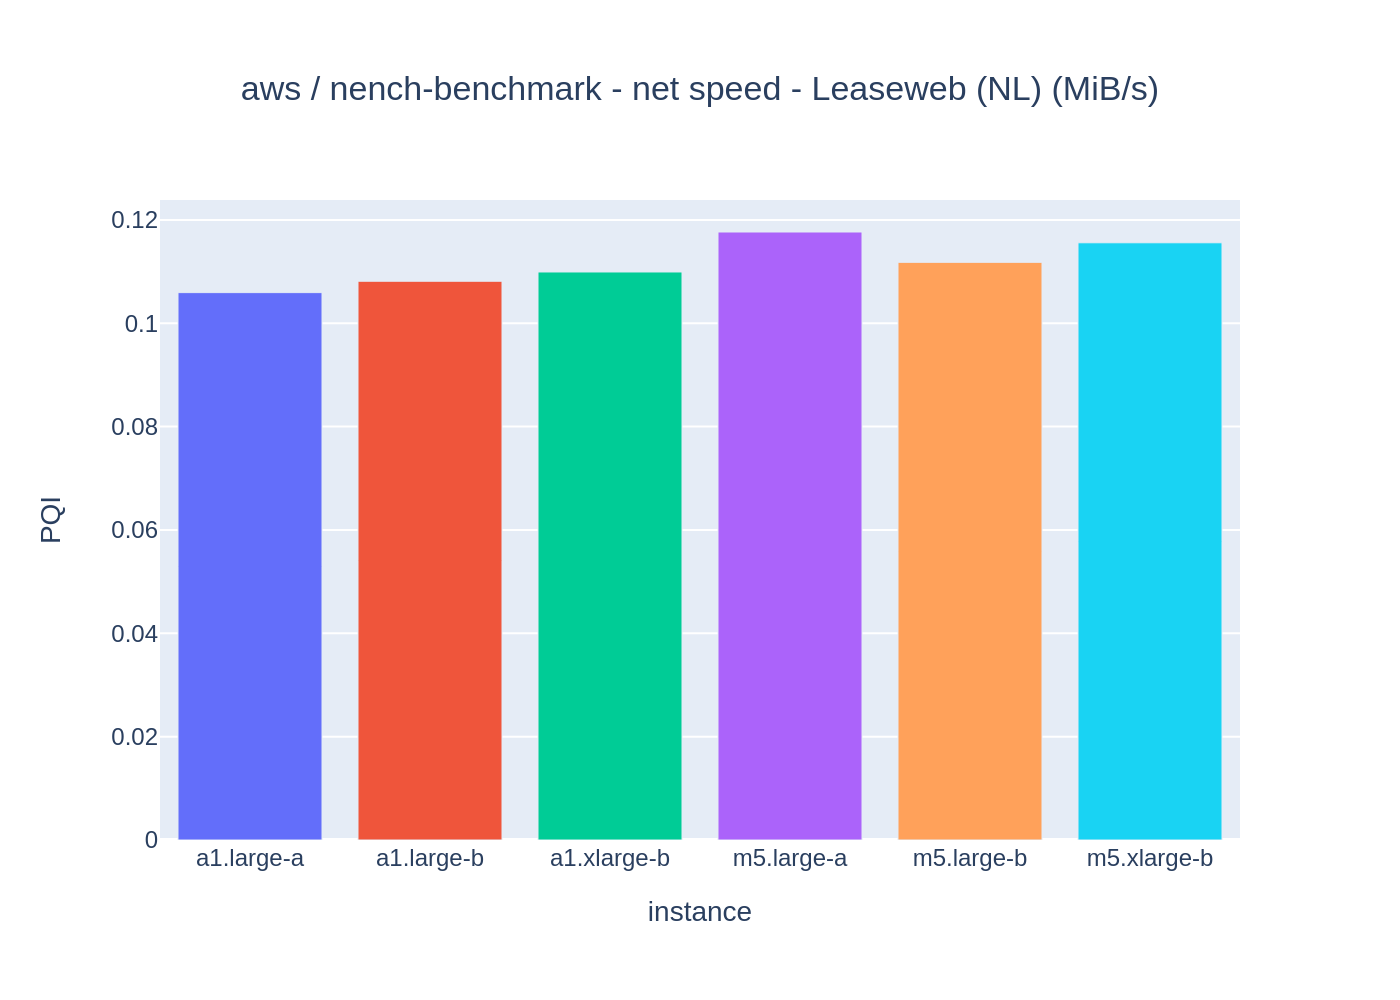 aws / nench-benchmark - net speed - Leaseweb (NL) (MiB/s)
0.12
0.1
0.08
0.06
0.04
0.02
0
PQI
a1.large-a
a1.large-b
a1.xlarge-b
m5.large-a
m5.large-b
m5.xlarge-b
instance